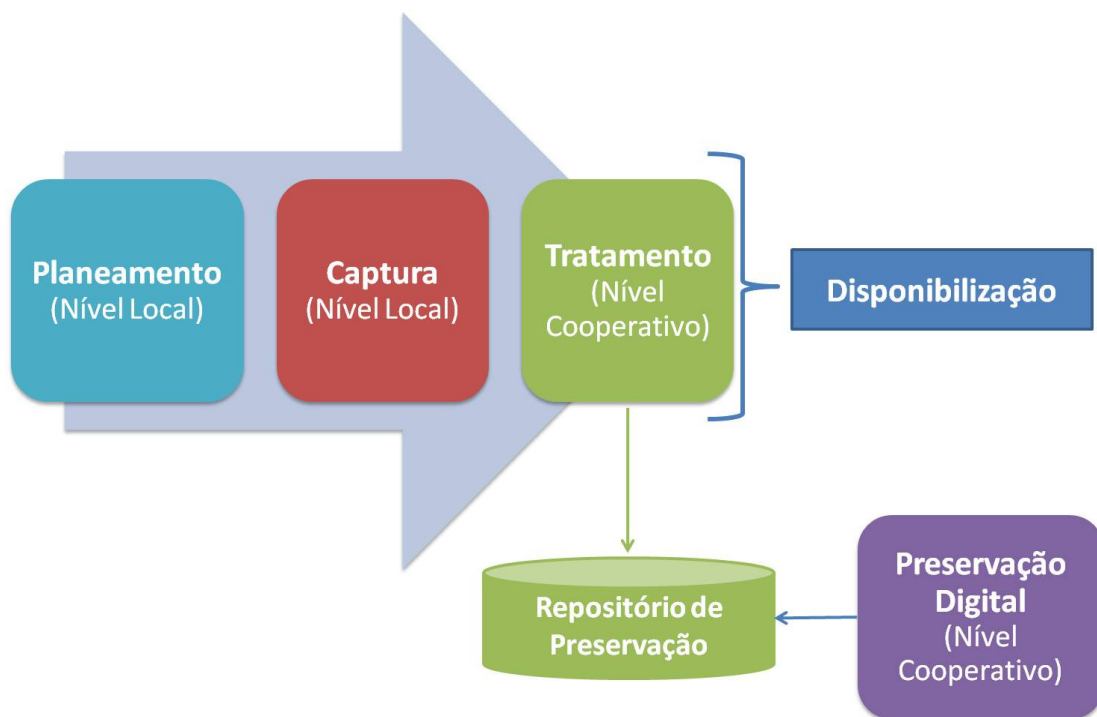 Planeamento
(Nível Local)
Captura
(Nível Local)
Tratamento
(Nível
Cooperativo)
Disponibilização
Repositório de
Preservação
Preservação
Digital
(Nível
Cooperativo)